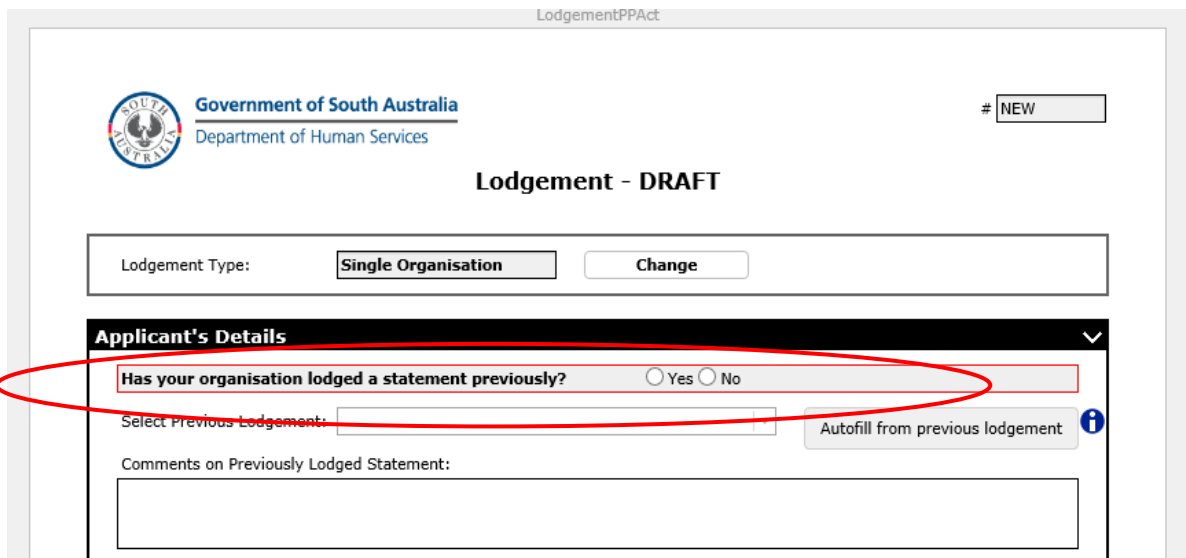 LodgementPPAct
SOUTH AUSTRALIA
Government of South Australia
Department of Human Services
# NEW
Lodgement - DRAFT
Lodgement Type: Single Organisation Change
Applicant's Details
Has your organisation lodged a statement previously? Yes No
Select Previous Lodgement: Autofill from previous lodgement i
Comments on Previously Lodged Statement: